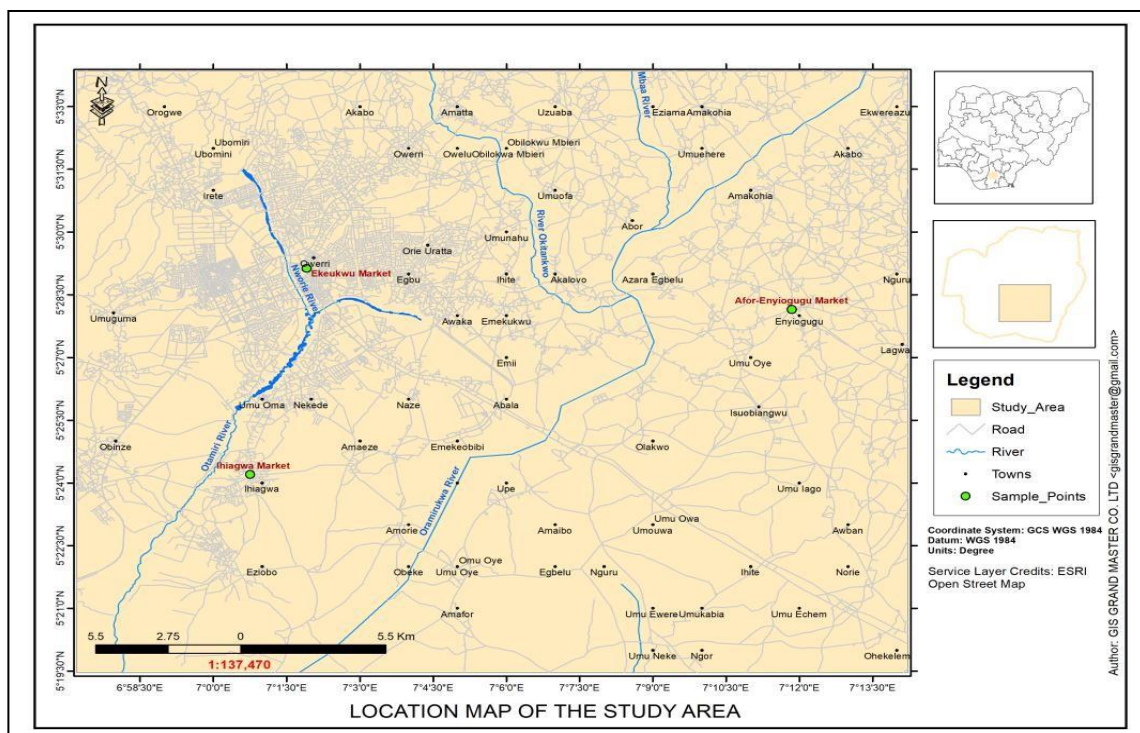 N
Orogwe
Akabo
Amatta
Uzuaba
Mbaa River
Eziama
Amakohia
Ekwereazu
Ubomiri
Ubomini
Owerri
Owelu
Obilokwu Mbieri
Obilokwa Mbieri
Umuehere
Akabo
Irete
Umuofa
Amakohia
River Okitankwo
Abor
Umunahu
Orie Uratta
Owerri
Ekeukwu Market
Egbu
Ihite
Akalovo
Azara Egbelu
Nguru
Nworie River
Afor-Enyiogugu Market
Enyiogugu
Umuguma
Awaka
Emekukwu
Lagwa
Emii
Umu Oye
Umu Oma
Nekede
Naze
Abala
Isuobiangwu
Otamiri River
Obinze
Amaeze
Emekeobibi
Olakwo
Ihiagwa Market
Ihiagwa
Oramirukwa River
Upe
Umu Iago
Amorie
Amaibo
Umu Owa
Umouwa
Awban
Omu Oye
Eziobo
Obeke
Umu Oye
Egbelu
Nguru
Ihite
Norie
Amafor
Umu Ewere
Umukabia
Umu Echem
Umu Neke
Ngor
Ohekelem
5.5 2.75 0 5.5 Km
1:137,470
5°33'0"N
5°31'30"N
5°30'0"N
5°28'30"N
5°27'0"N
5°25'30"N
5°24'0"N
5°22'30"N
5°21'0"N
5°19'30"N
6°58'30"E 7°0'0"E 7°1'30"E 7°3'0"E 7°4'30"E 7°6'0"E 7°7'30"E 7°9'0"E 7°10'30"E 7°12'0"E 7°13'30"E
LOCATION MAP OF THE STUDY AREA
Legend
Study_Area
Road
River
Towns
Sample_Points
Coordinate System: GCS WGS 1984
Datum: WGS 1984
Units: Degree
Service Layer Credits: ESRI
Open Street Map
Author: GIS GRAND MASTER CO. LTD <gisgrandmaster@gmail.com>